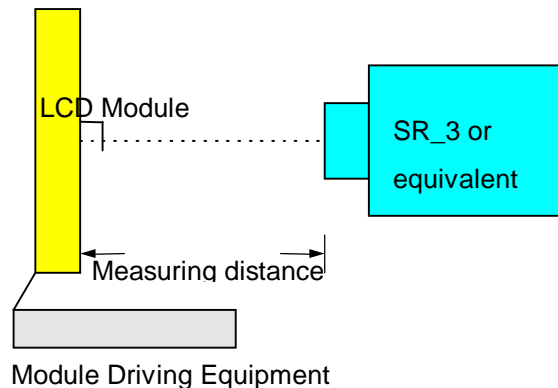 LCD Module
SR_3 or
equivalent
Measuring distance
Module Driving Equipment